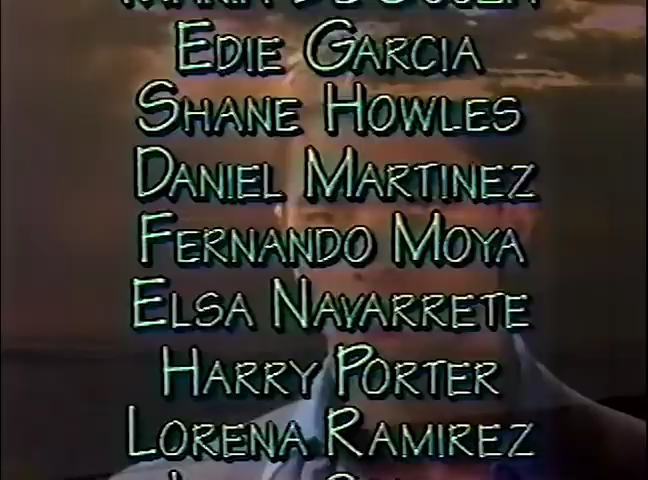 EDIE GARCIA
SHANE HOWLES
DANIEL MARTINEZ
FERNANDO MOYA
ELSA NAVARRETE
HARRY PORTER
LORENA RAMIREZ